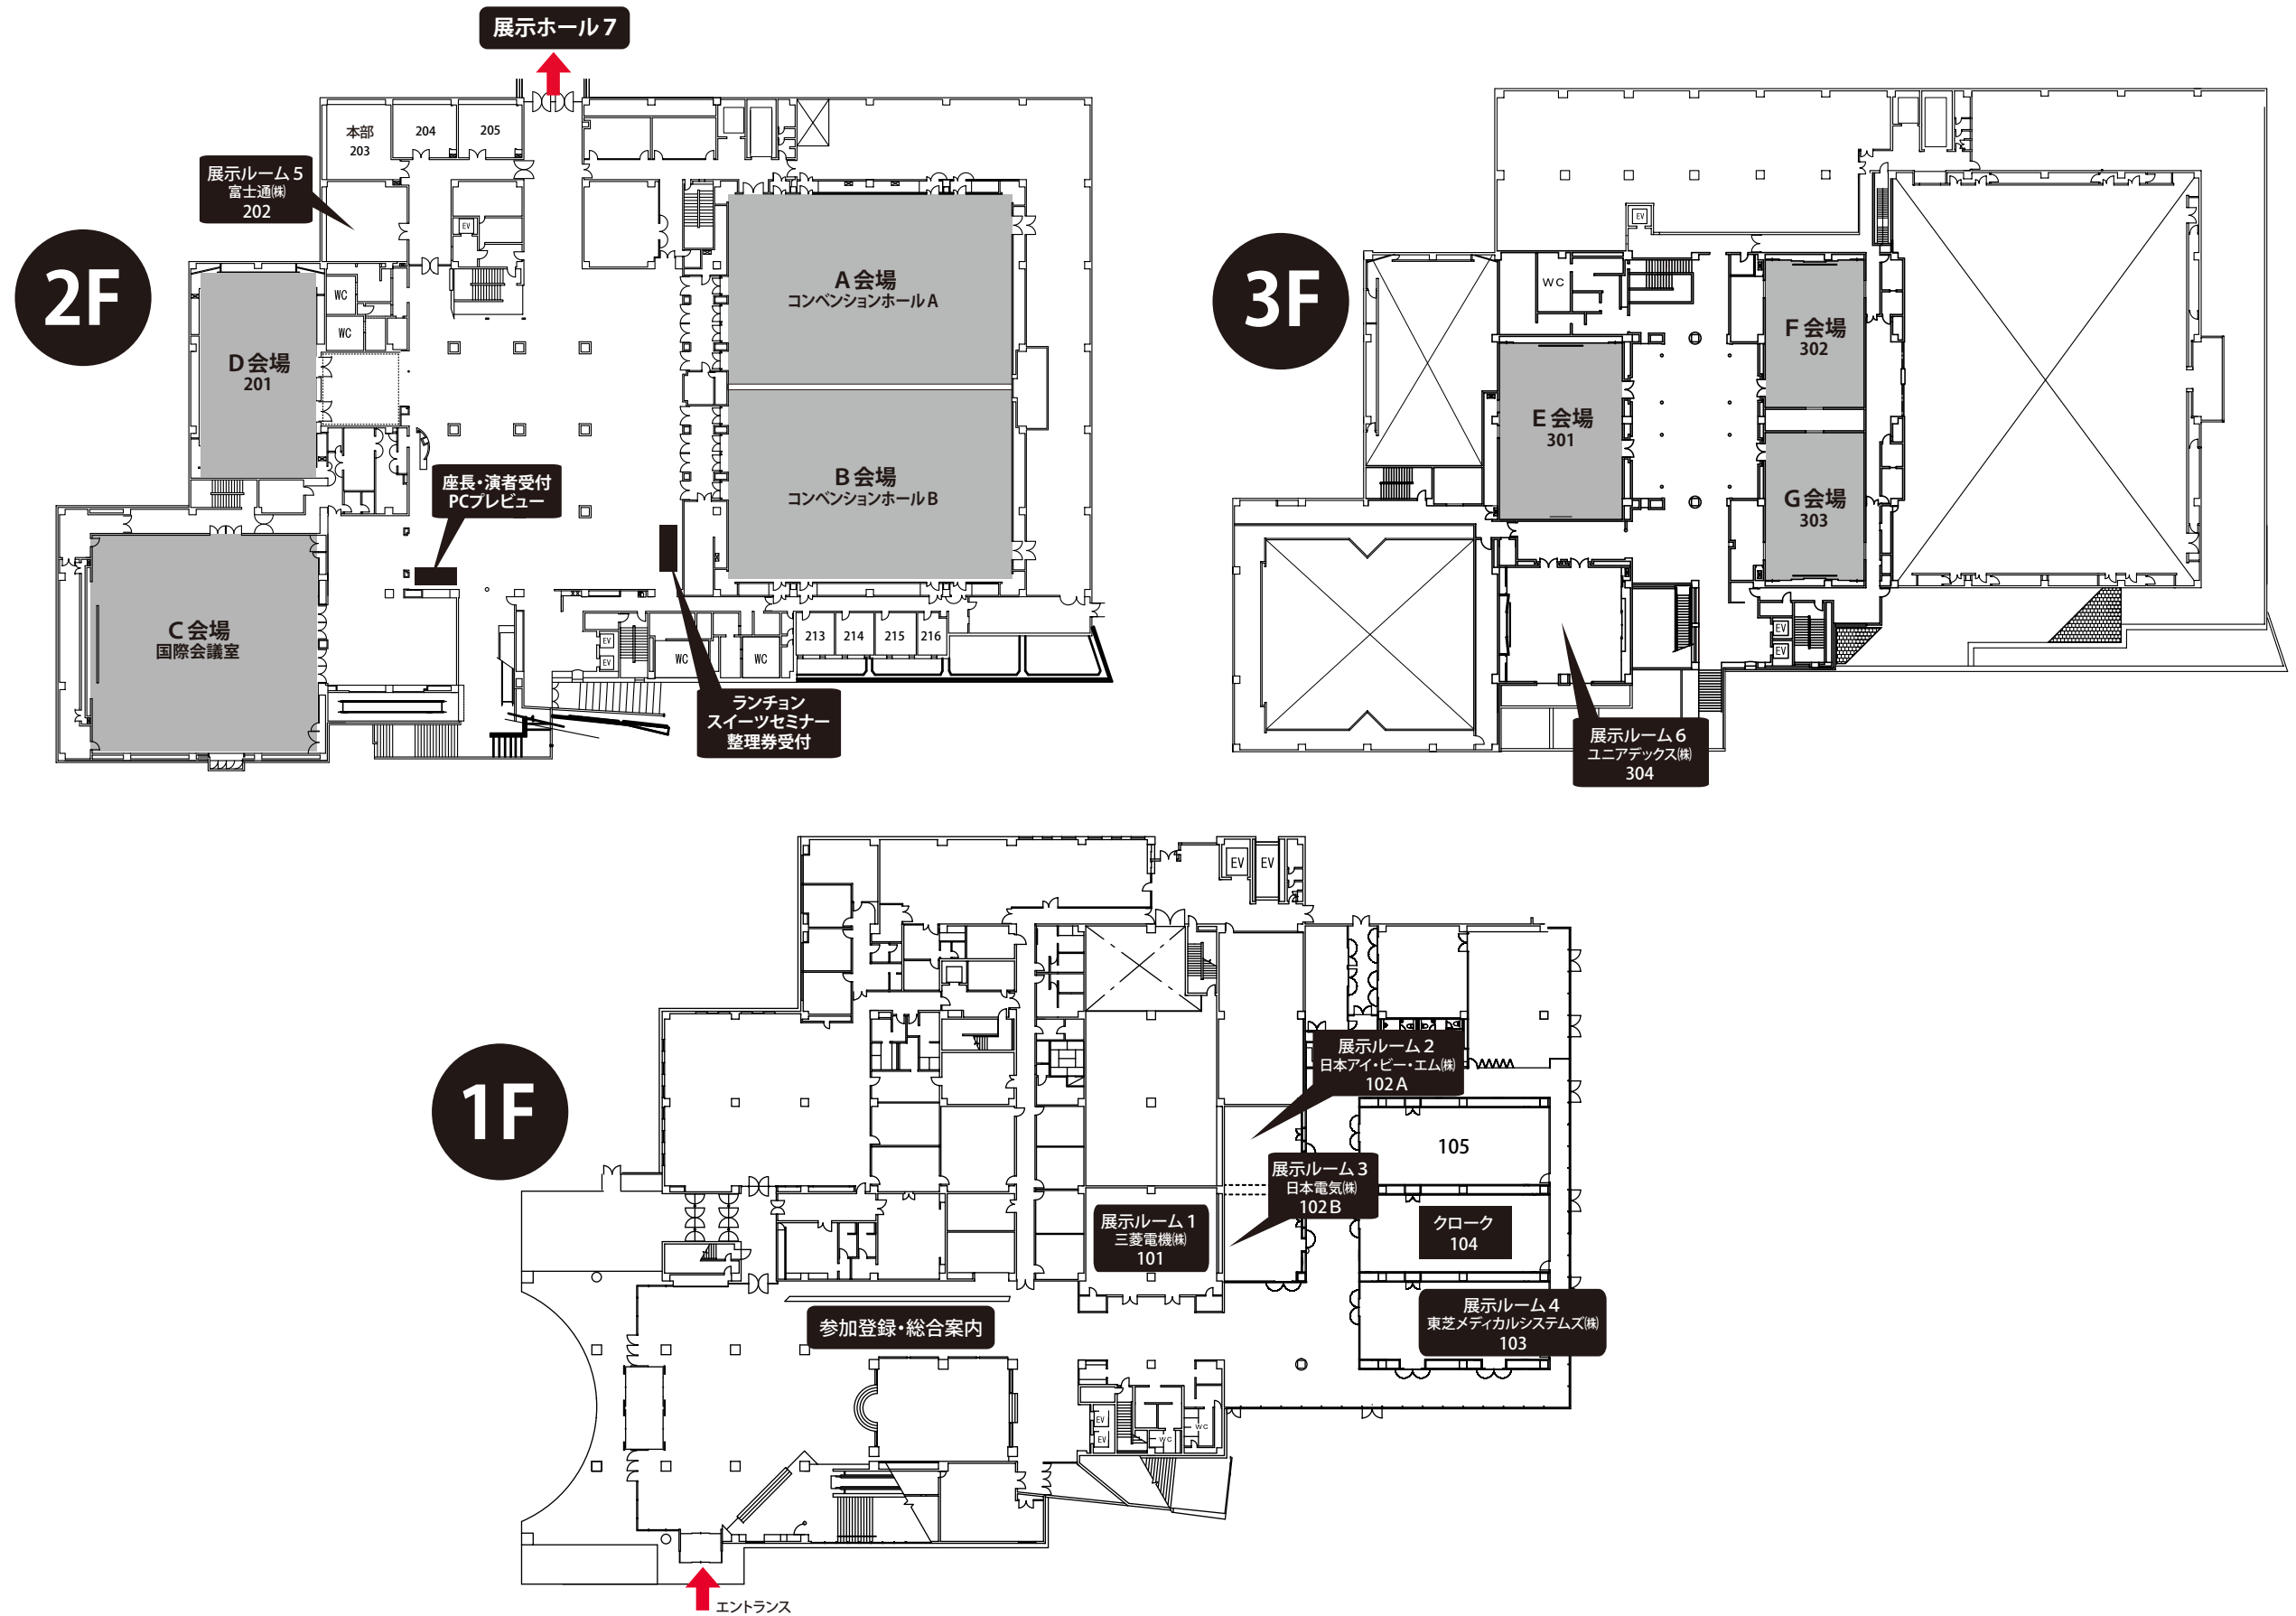 展示ホール７
本部
203
204
205
展示ルーム５
富士通㈱
202
EV
2F
WC
WC
D 会場
201
A 会場
コンベンションホール A
B 会場
コンベンションホール B
座長・演者受付
PCプレビュー
C 会場
国際会議室
EV
EV
WC
WC
213
214
215
216
ランチョン
スイーツセミナー
整理券受付
3F
EV
WC
E 会場
301
F 会場
302
G 会場
303
EV
EV
展示ルーム６
ユニアデックス㈱
304
1F
EV
EV
展示ルーム２
日本アイ・ビー・エム㈱
102A
105
展示ルーム３
日本電気㈱
102B
展示ルーム１
三菱電機㈱
101
クローク
104
展示ルーム４
東芝メディカルシステムズ㈱
103
参加登録・総合案内
EV
EV
WC
WC
エントランス